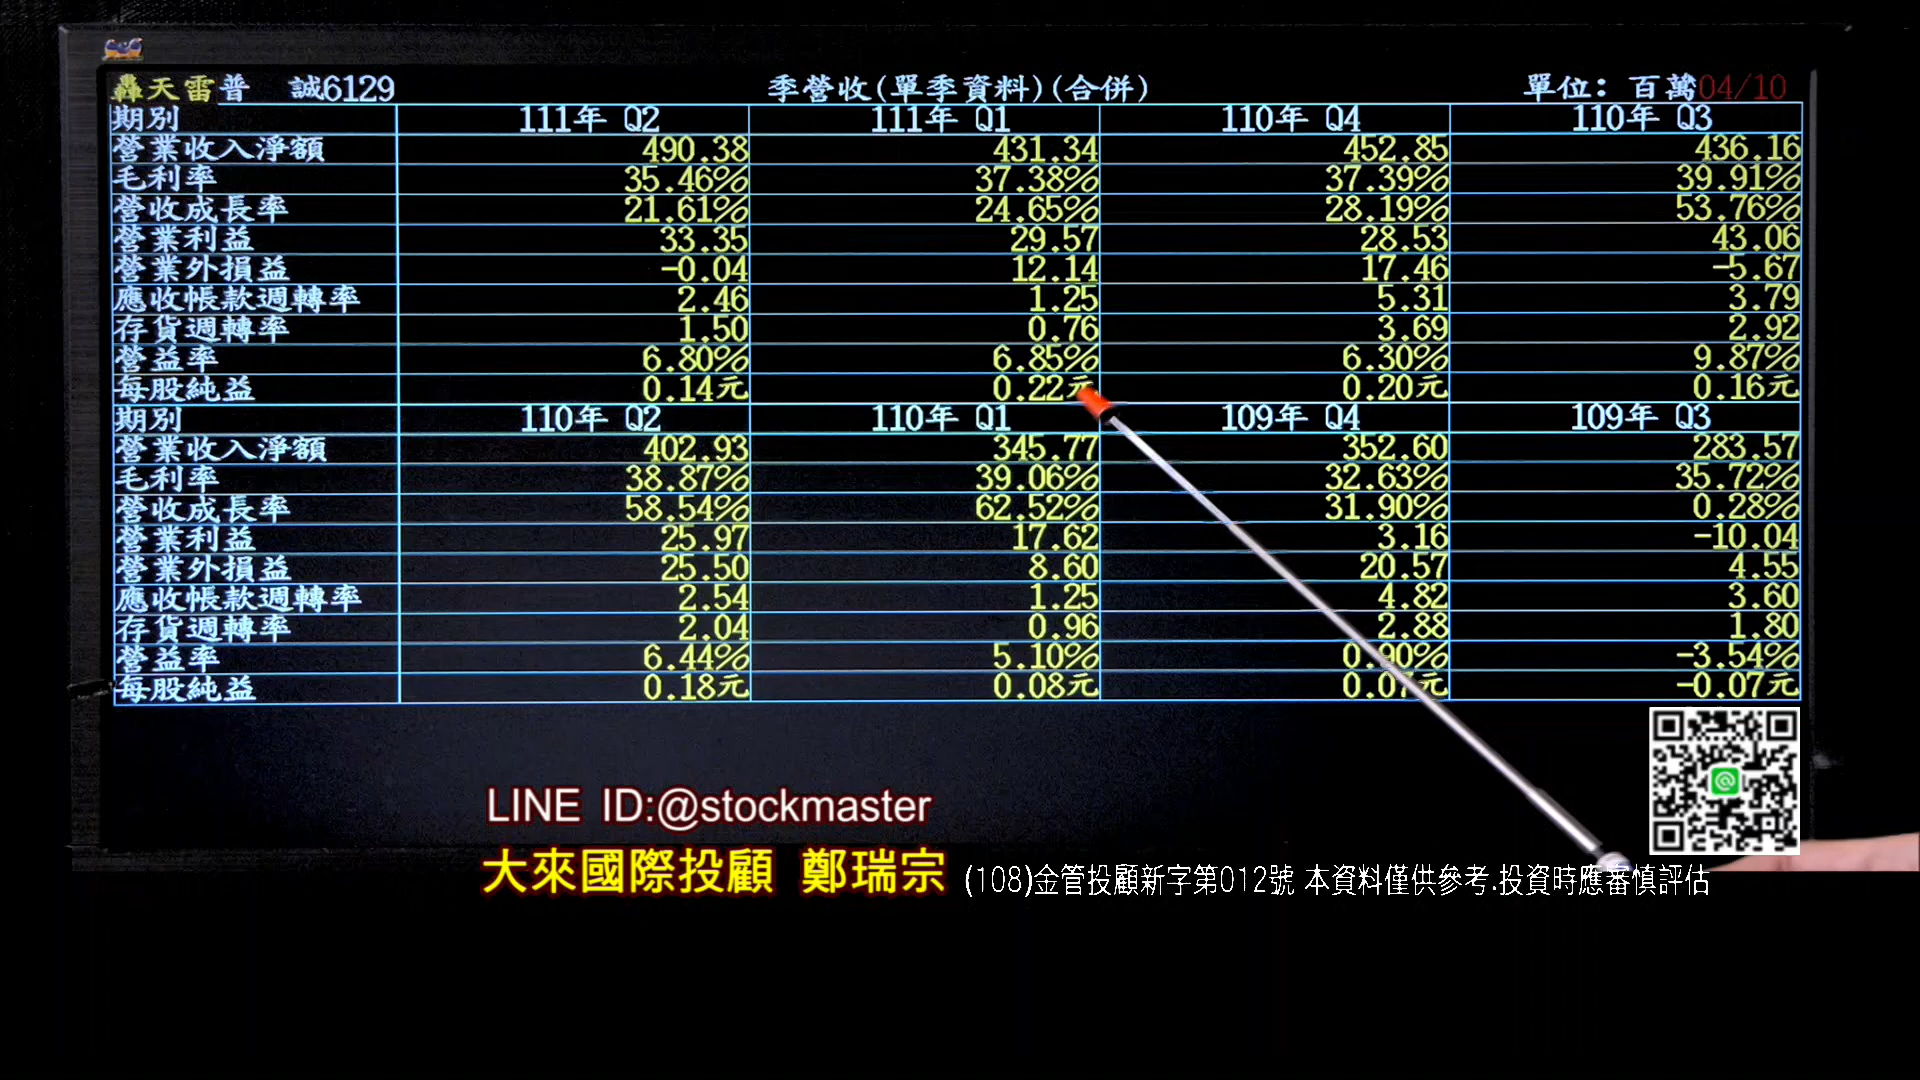 轟天雷普 誠6129 季營收(單季資料)(合併) 單位：百萬04/10
期別 111年 Q2 111年 Q1 110年 Q4 110年 Q3
營業收入淨額 490.38 431.34 452.85 436.16
毛利率 35.46% 37.38% 37.39% 39.91%
營收成長率 21.61% 24.65% 28.19% 53.76%
營業利益 33.35 29.57 28.53 43.06
營業外損益 -0.04 12.14 17.46 -5.67
應收帳款週轉率 2.46 1.25 5.31 3.79
存貨週轉率 1.50 0.76 3.69 2.92
營益率 6.80% 6.85% 6.30% 9.87%
每股純益 0.14元 0.22元 0.20元 0.16元
期別 110年 Q2 110年 Q1 109年 Q4 109年 Q3
營業收入淨額 402.93 345.77 352.60 283.57
毛利率 38.87% 39.06% 32.63% 35.72%
營收成長率 58.54% 62.52% 31.90% 0.28%
營業利益 25.97 17.62 3.16 -10.04
營業外損益 25.50 8.60 20.57 4.55
應收帳款週轉率 2.54 1.25 4.82 3.60
存貨週轉率 2.04 0.96 2.88 1.80
營益率 6.44% 5.10% 0.90% -3.54%
每股純益 0.18元 0.08元 0.07元 -0.07元
LINE ID:@stockmaster
大來國際投顧 鄭瑞宗 (108)金管投顧新字第012號 本資料僅供參考.投資時應審慎評估